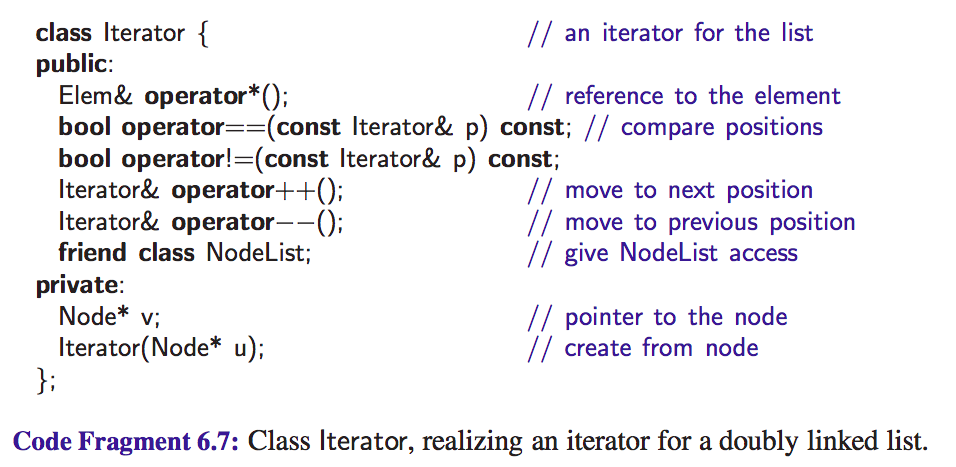 class Iterator { // an iterator for the list
public:
Elem& operator*(); // reference to the element
bool operator==(const Iterator& p) const; // compare positions
bool operator!=(const Iterator& p) const;
Iterator& operator++(); // move to next position
Iterator& operator−−(); // move to previous position
friend class NodeList; // give NodeList access
private:
Node* v; // pointer to the node
Iterator(Node* u); // create from node
};
Code Fragment 6.7: Class Iterator, realizing an iterator for a doubly linked list.